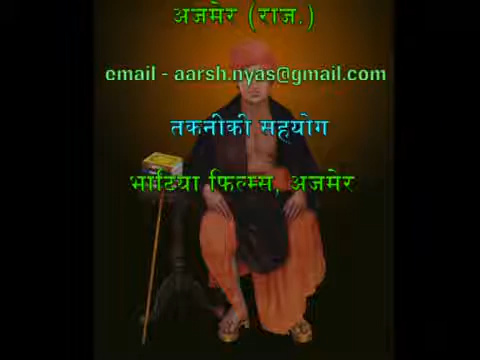 अजमेर (राज.)
email - aarsh.nyas@gmail.com
तकनीकी सहयोग
भाटिया फिल्म्स, अजमेर